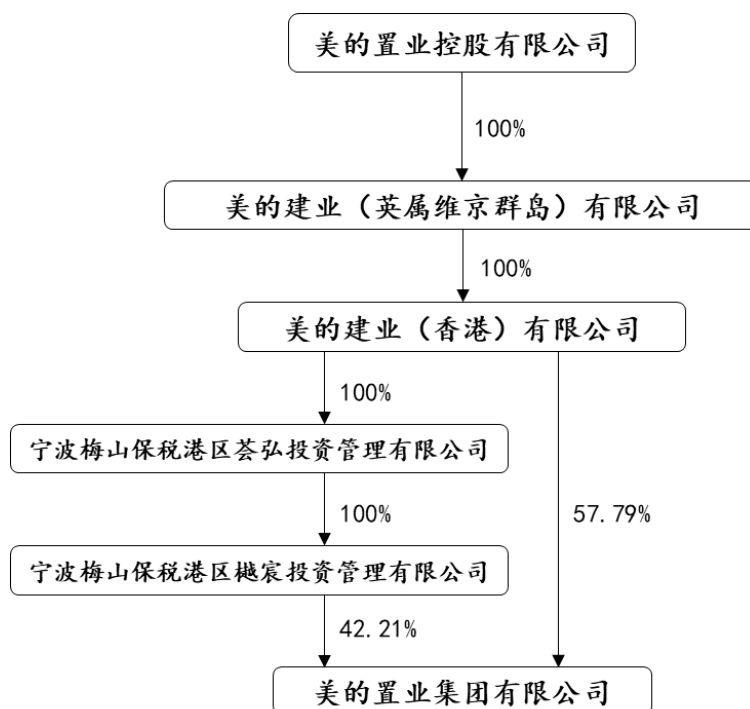 美的置业控股有限公司
100%
美的建业（英属维京群岛）有限公司
100%
美的建业（香港）有限公司
100%
宁波梅山保税港区荟弘投资管理有限公司
100%
57.79%
宁波梅山保税港区樾宸投资管理有限公司
42.21%
美的置业集团有限公司